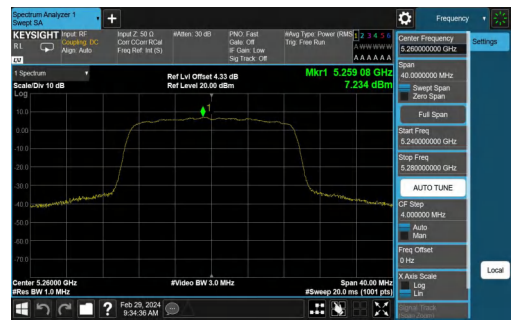 Spectrum Analyzer 1
Swept SA
+
Frequency
KEYSIGHT
Input: RF
Coupling: DC
Align: Auto
Input Z: 50 Ω
Corr CCorr RCal
Freq Ref: Int (S)
#Atten: 30 dB
PNO: Fast
Gate: Off
IF Gain: Low
Sig Track: Off
#Avg Type: Power (RMS
Trig: Free Run
1 2 3 4 5 6
A W W W W W
A A A A A A
RL
LV
1 Spectrum
Scale/Div 10 dB
Log
Ref Lvl Offset 4.33 dB
Ref Level 20.00 dBm
Mkr1 5.259 08 GHz
7.234 dBm
1
10.0
0.00
-10.0
-20.0
-30.0
-40.0
-50.0
-60.0
-70.0
Center 5.26000 GHz
#Res BW 1.0 MHz
#Video BW 3.0 MHz
Span 40.00 MHz
#Sweep 20.0 ms (1001 pts)
Feb 29, 2024
9:34:36 AM
Center Frequency
5.260000000 GHz
Span
40.0000000 MHz
Swept Span
Zero Span
Full Span
Start Freq
5.240000000 GHz
Stop Freq
5.280000000 GHz
AUTO TUNE
CF Step
4.000000 MHz
Auto
Man
Freq Offset
0 Hz
X Axis Scale
Log
Lin
Signal Track
Settings
Local